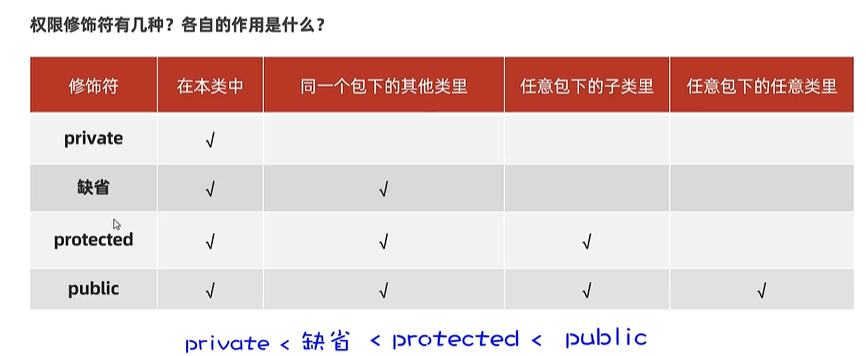 权限修饰符有几种？各自的作用是什么？
修饰符 在本类中 同一个包下的其他类里 任意包下的子类里 任意包下的任意类里
private √
缺省 √ √
protected √ √ √
public √ √ √ √
private < 缺省 < protected < public